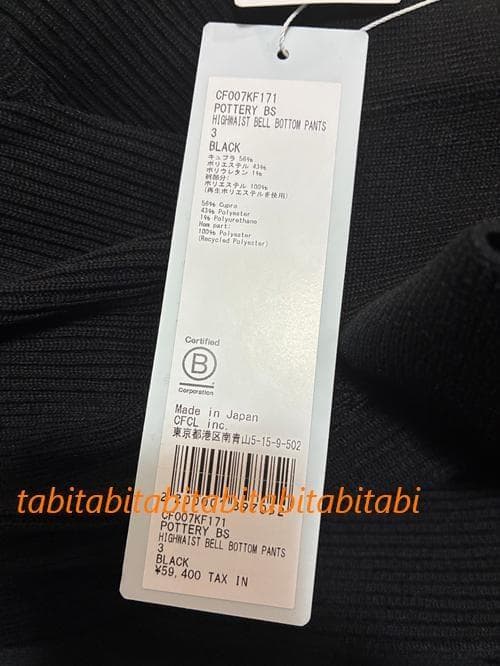 CF007KF171
POTTERY BS
HIGHWAIST BELL BOTTOM PANTS
3
BLACK
キュプラ 56%
ポリエステル 43%
ポリウレタン 1%
裾部分:
ポリエステル 100%
(再生ポリエステルを使用)
56% Cupro
43% Polyester
1% Polyurethane
Hem part:
100% Polyester
(Recycled Polyester)
Certified
B
Corporation
Made in Japan
CFCL inc.
東京都港区南青山5-15-9-502
tabitabitabitabitabitabitabitabi
CF007KF171
POTTERY BS
HIGHWAIST BELL BOTTOM PANTS
3
BLACK
¥59,400 TAX IN